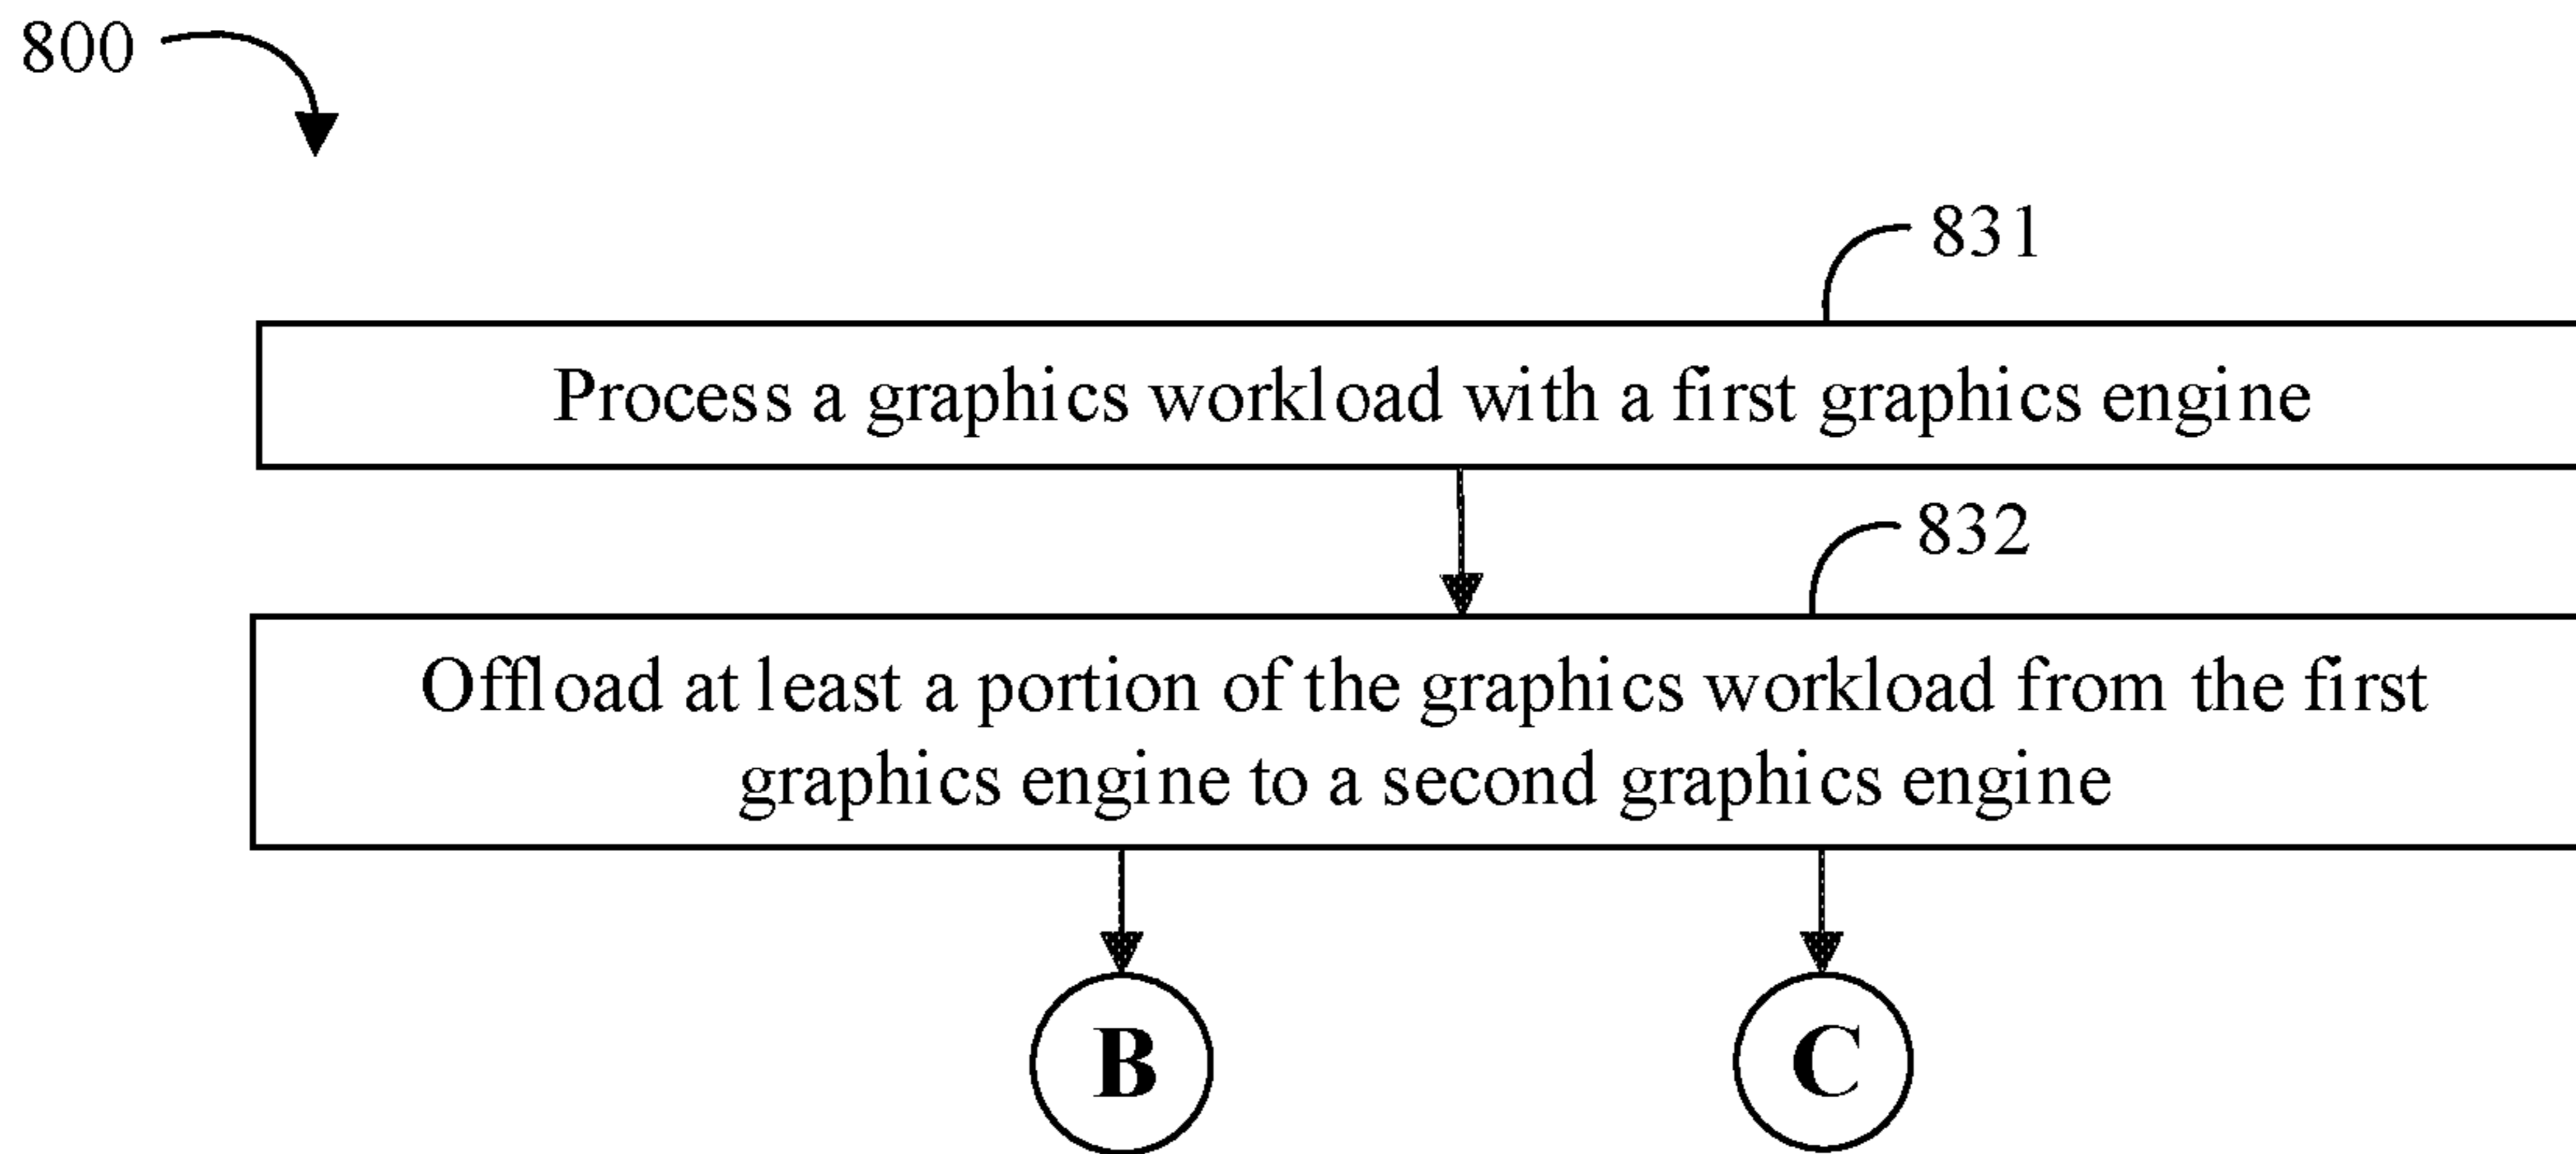 800
831
Process a graphics workload with a first graphics engine
832
Offload at least a portion of the graphics workload from the first
graphics engine to a second graphics engine
B
C